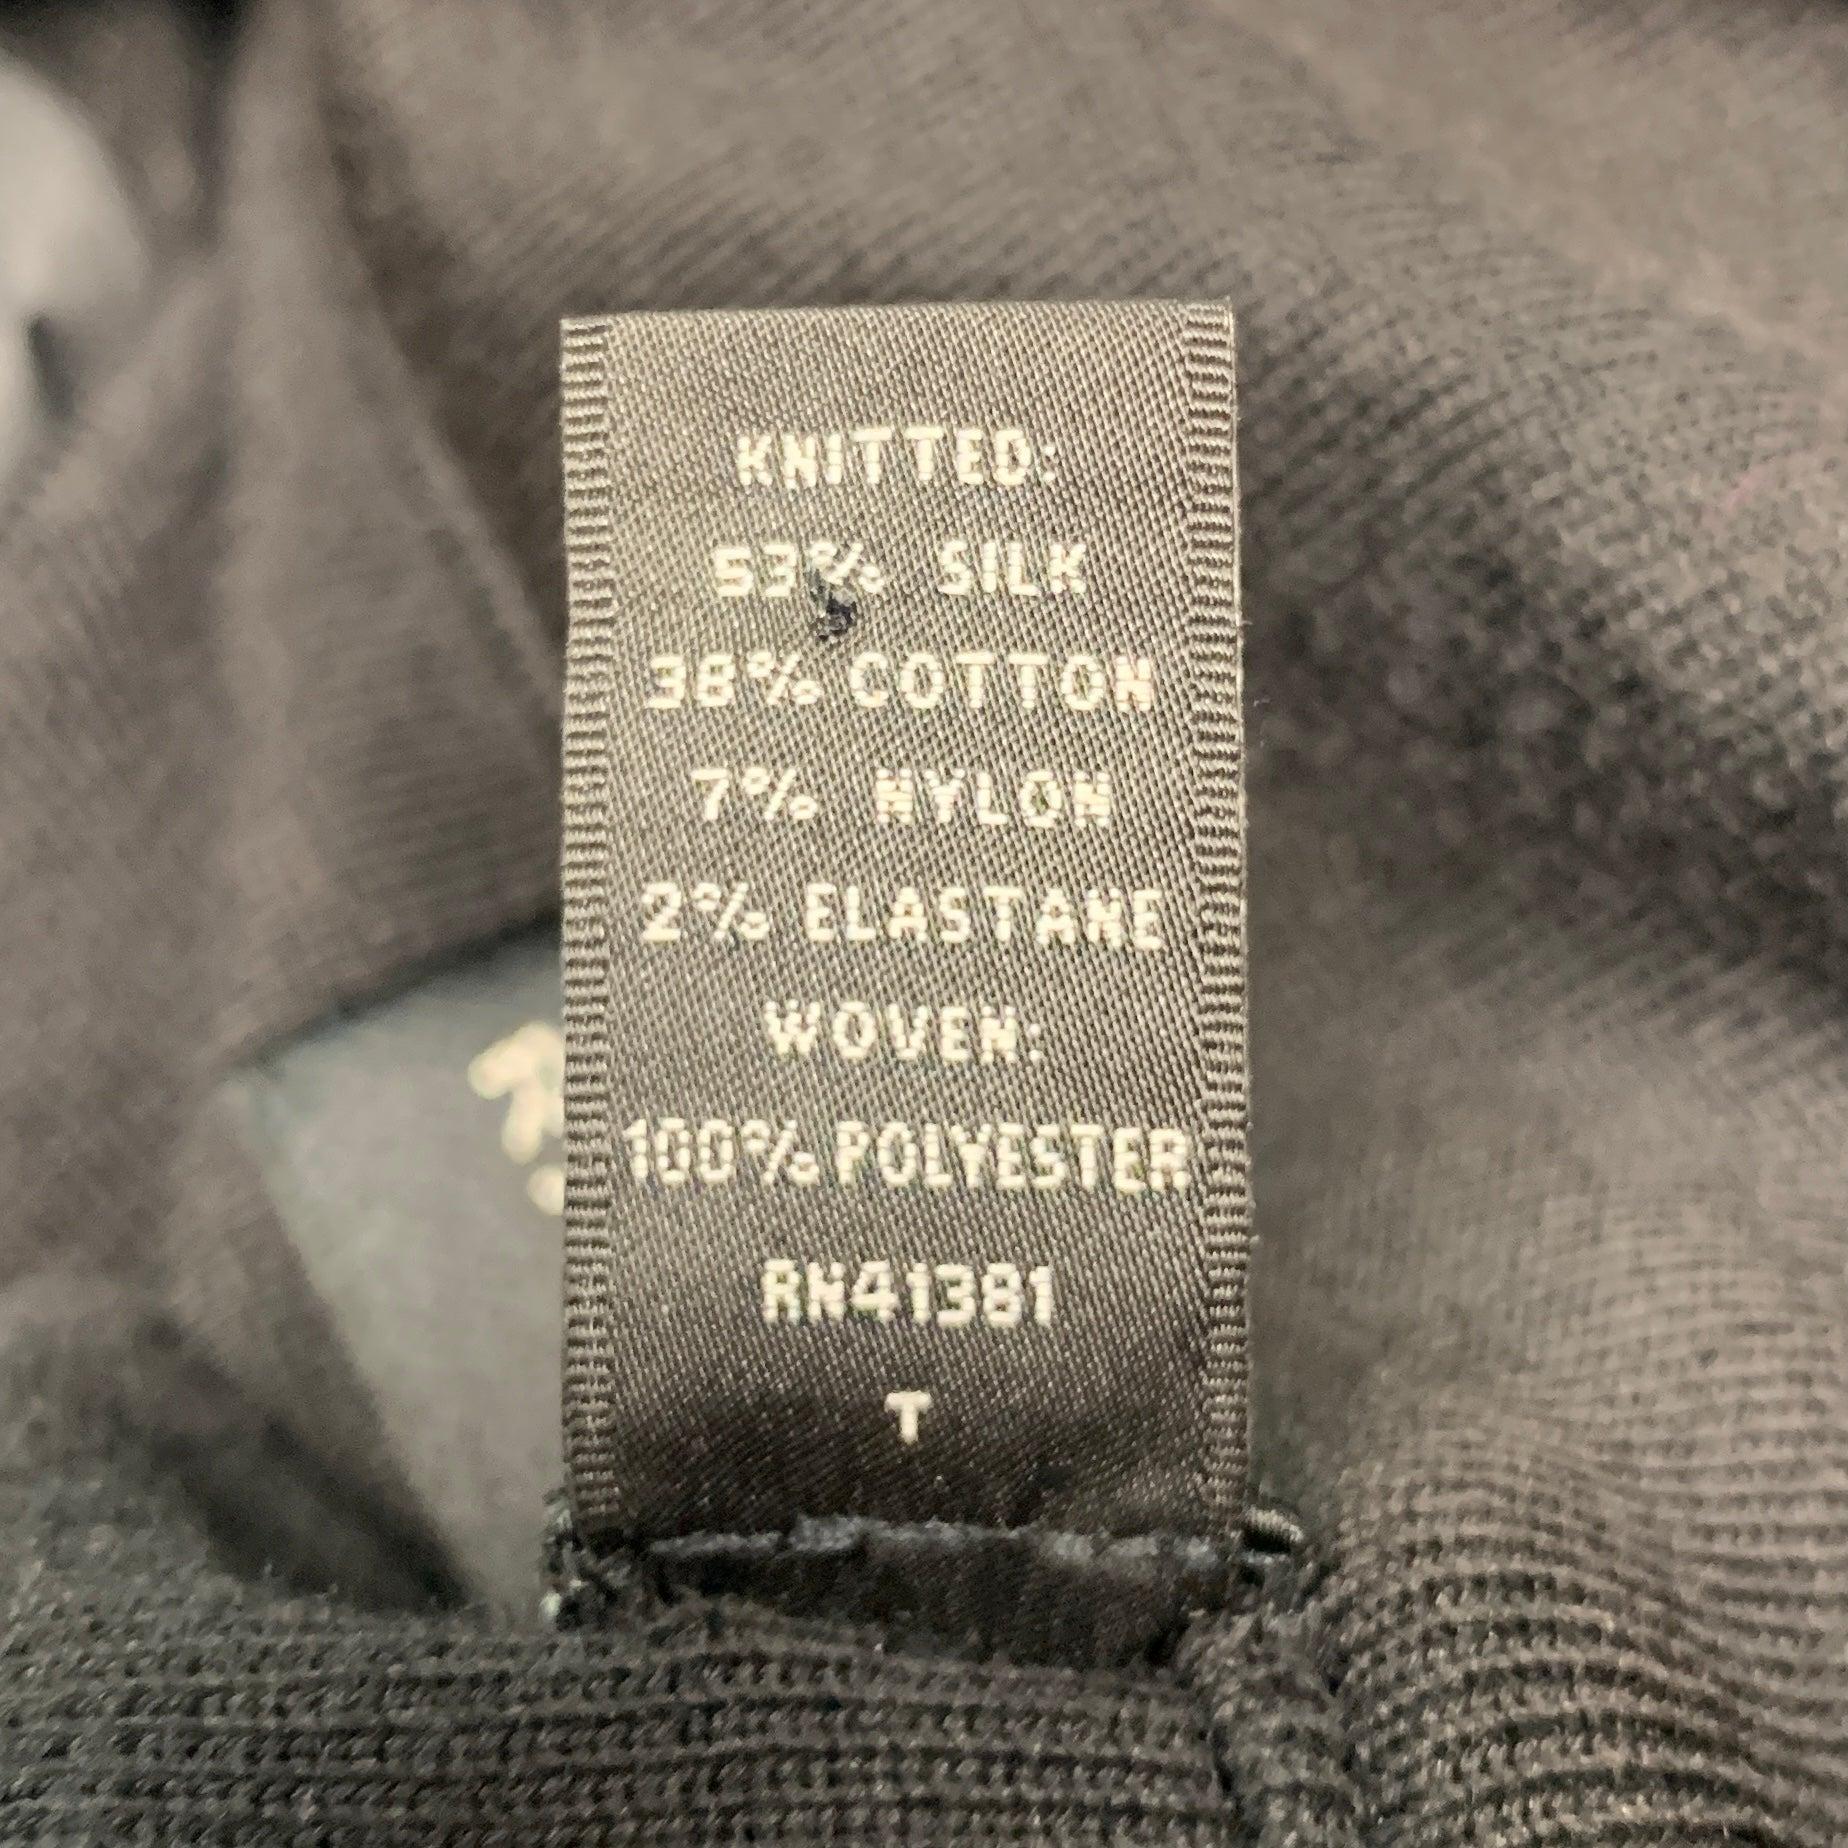 KNITTED:
53% SILK
38% COTTON
7% NYLON
2% ELASTANE
WOVEN:
100% POLYESTER
RN41381
T